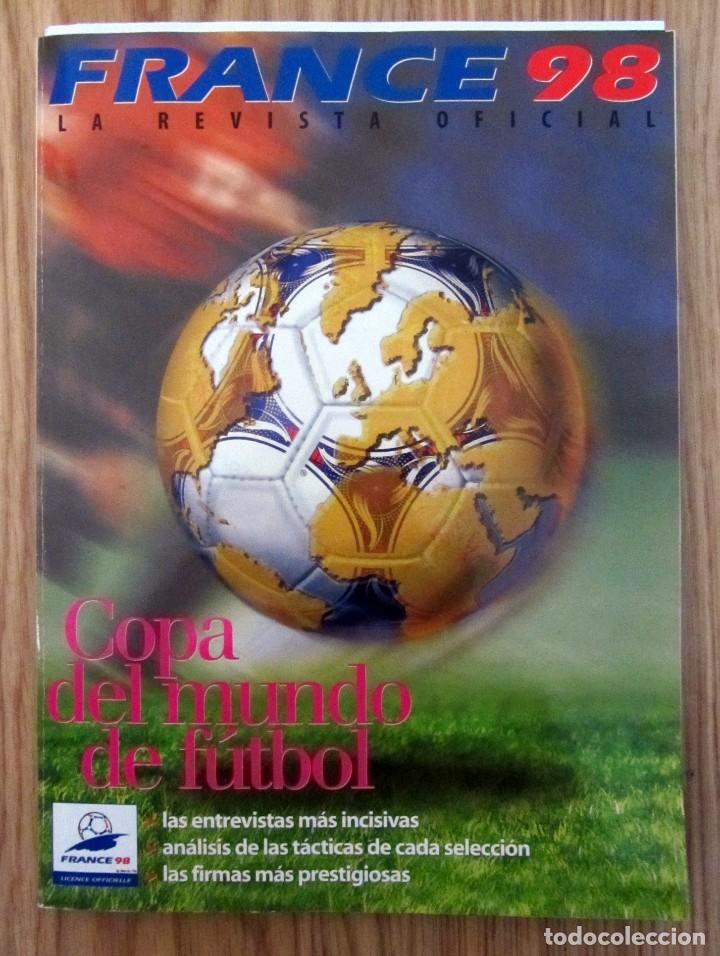 FRANCE 98
LA REVISTA OFICIAL
Copa
del mundo
de fútbol
las entrevistas más incisivas
análisis de las tácticas de cada selección
las firmas más prestigiosas
FRANCE 98
LICENCE OFFICIELLE
todocoleccion